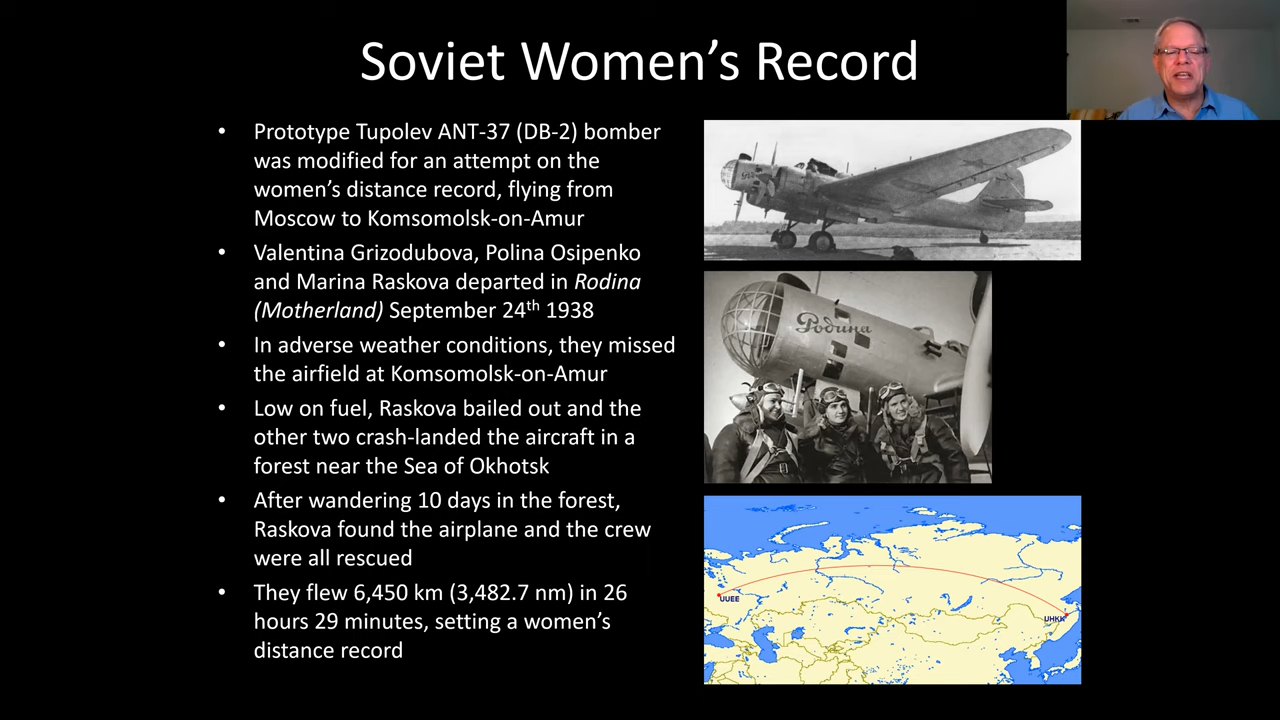 Soviet Women’s Record
• Prototype Tupolev ANT-37 (DB-2) bomber
was modified for an attempt on the
women’s distance record, flying from
Moscow to Komsomolsk-on-Amur
• Valentina Grizodubova, Polina Osipenko
and Marina Raskova departed in Rodina
(Motherland) September 24th 1938
• In adverse weather conditions, they missed
the airfield at Komsomolsk-on-Amur
• Low on fuel, Raskova bailed out and the
other two crash-landed the aircraft in a
forest near the Sea of Okhotsk
• After wandering 10 days in the forest,
Raskova found the airplane and the crew
were all rescued
• They flew 6,450 km (3,482.7 nm) in 26
hours 29 minutes, setting a women’s
distance record
Родина
UUEE
UHKK